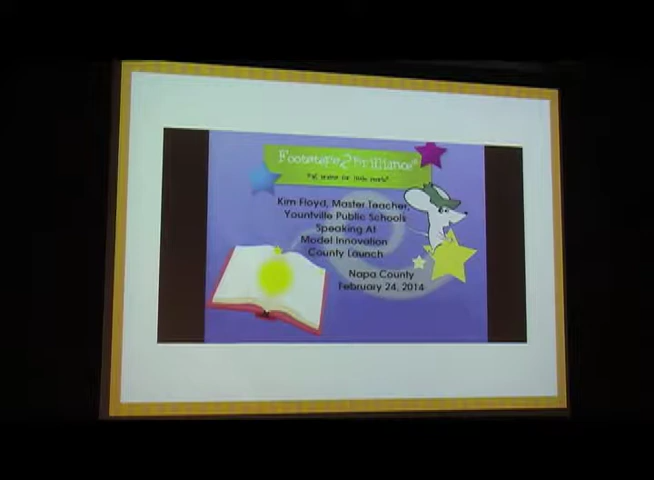 Footsteps2Brilliance®
Kim Floyd, Master Teacher,
Yountville Public Schools
Speaking At
Model Innovation
County Launch
Napa County
February 24, 2014